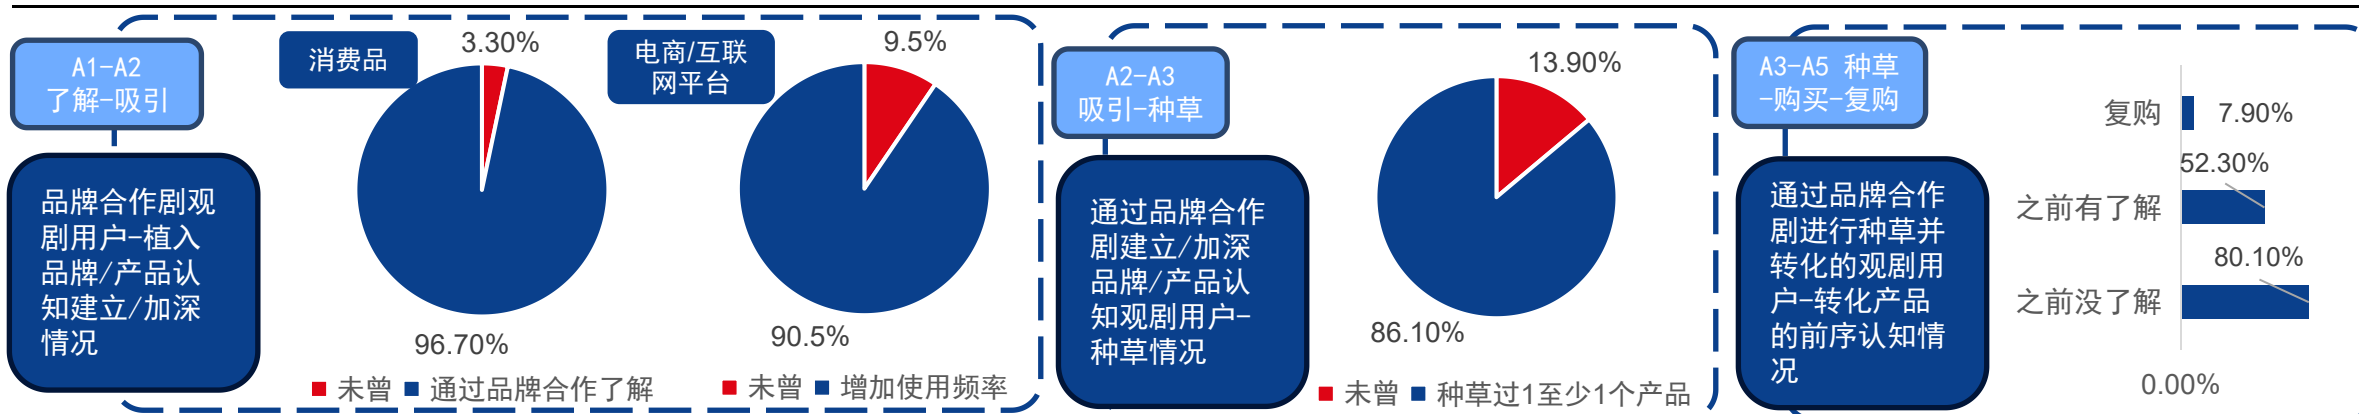 A1-A2
了解-吸引
品牌合作剧观
剧用户-植入
品牌/产品认
知建立/加深
情况
消费品
3.30%
96.70%
未曾 通过品牌合作了解
电商/互联
网平台
9.5%
90.5%
未曾 增加使用频率
A2-A3
吸引-种草
通过品牌合作
剧建立/加深
品牌/产品认
知观剧用户-
种草情况
13.90%
86.10%
未曾 种草过1至少1个产品
A3-A5 种草
-购买-复购
通过品牌合作
剧进行种草并
转化的观剧用
户-转化产品
的前序认知情
况
复购 7.90%
52.30%
之前有了解
80.10%
之前没了解
0.00%